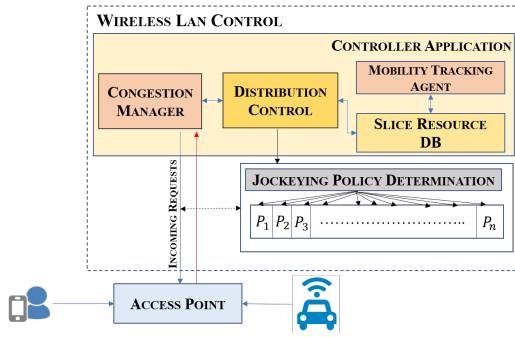 WIRELESS LAN CONTROL
CONTROLLER APPLICATION
CONGESTION
MANAGER
DISTRIBUTION
CONTROL
MOBILITY TRACKING
AGENT
SLICE RESOURCE
DB
JOCKEYING POLICY DETERMINATION
P1 P2 P3 ................................ Pn
INCOMING REQUESTS
ACCESS POINT